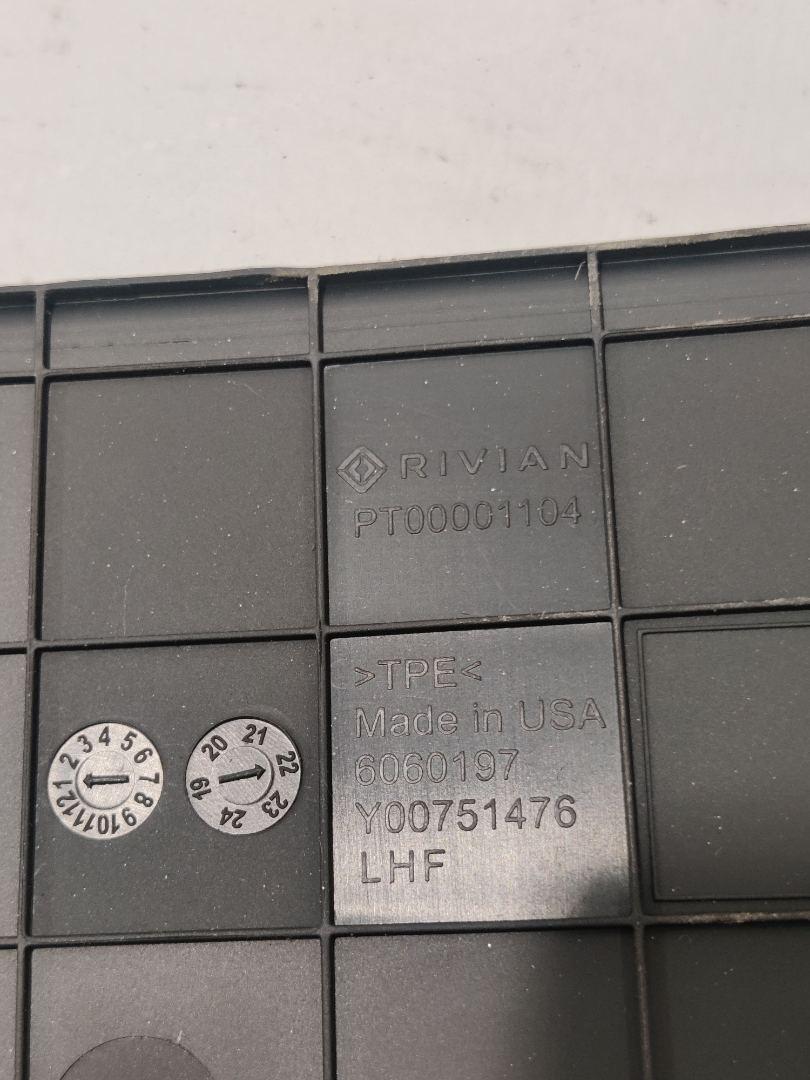 RIVIAN
PT00001104
>TPE<
Made in USA
6060197
Y00751476
LHF
1 2 3 4 5 6 7 8 9 10 11 12
19 20 21 22 23 24